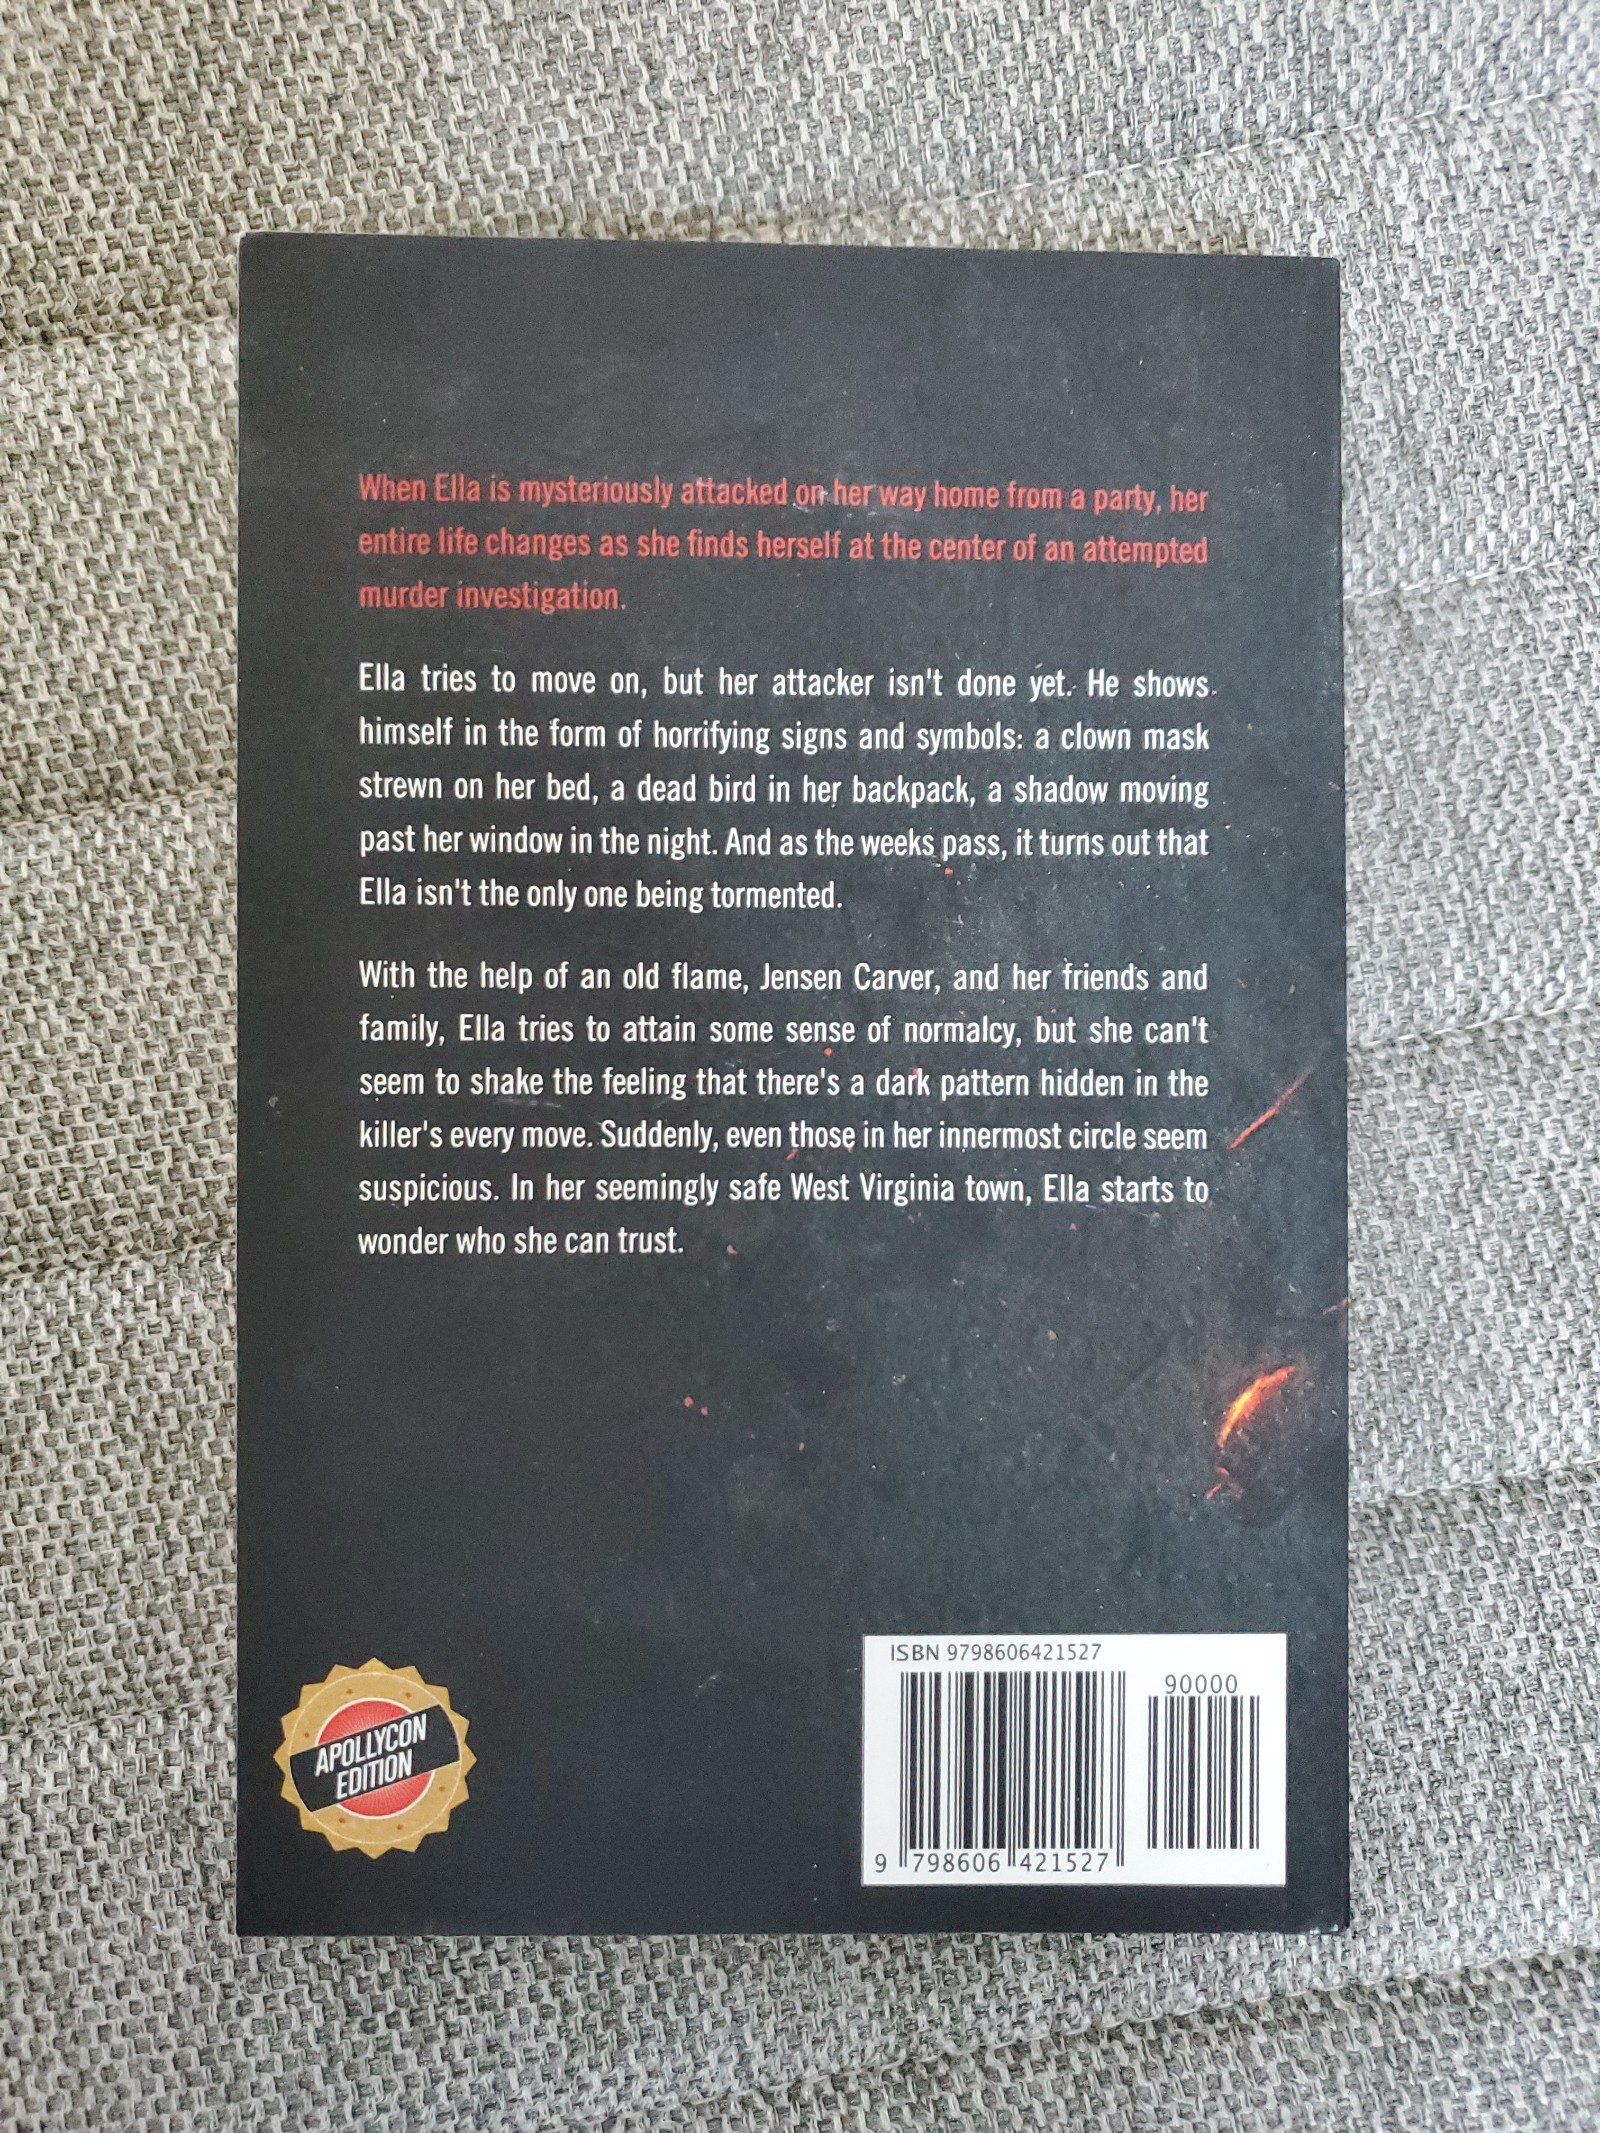 When Ella is mysteriously attacked on her way home from a party, her
entire life changes as she finds herself at the center of an attempted
murder investigation.
Ella tries to move on, but her attacker isn't done yet. He shows
himself in the form of horrifying signs and symbols: a clown mask
strewn on her bed, a dead bird in her backpack, a shadow moving
past her window in the night. And as the weeks pass, it turns out that
Ella isn't the only one being tormented.
With the help of an old flame, Jensen Carver, and her friends and
family, Ella tries to attain some sense of normalcy, but she can't
seem to shake the feeling that there's a dark pattern hidden in the
killer's every move. Suddenly, even those in her innermost circle seem
suspicious. In her seemingly safe West Virginia town, Ella starts to
wonder who she can trust.
APOLLYCON
EDITION
ISBN 9798606421527
90000
9 798606 421527